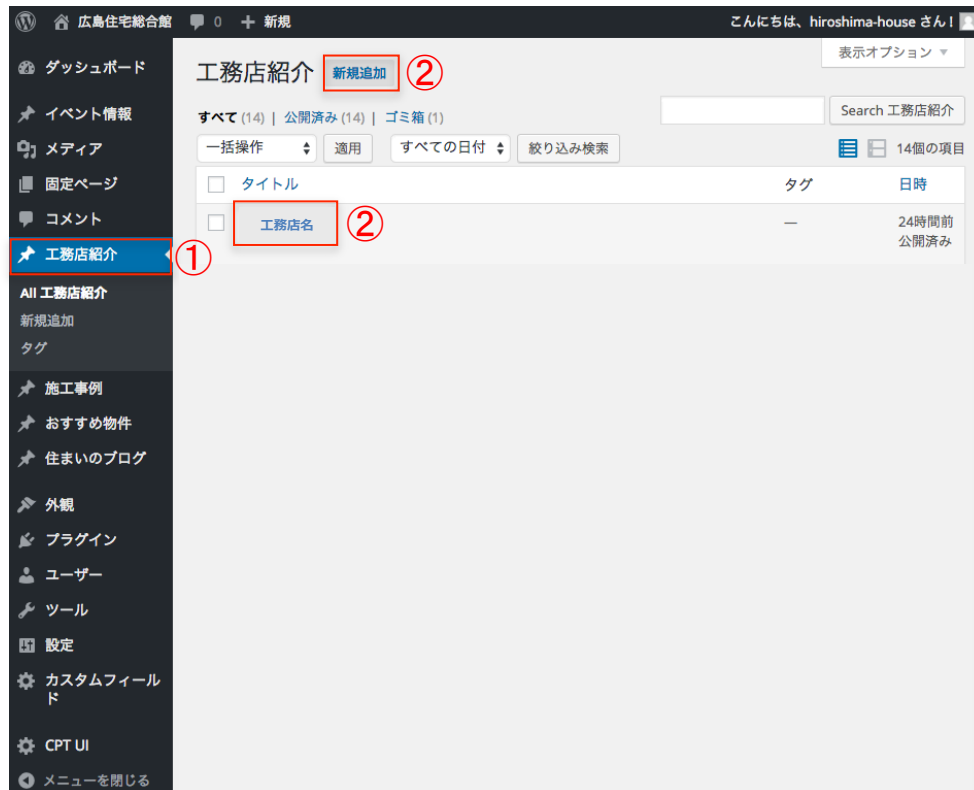 広島住宅総合館 0 + 新規 こんにちは、hiroshima-house さん!
ダッシュボード
イベント情報
メディア
固定ページ
コメント
工務店紹介
①
All 工務店紹介
新規追加
タグ
施工事例
おすすめ物件
住まいのブログ
外観
プラグイン
ユーザー
ツール
設定
カスタムフィール
ド
CPT UI
メニューを閉じる
表示オプション ▼
工務店紹介 新規追加 ②
すべて (14) | 公開済み (14) | ゴミ箱 (1)
Search 工務店紹介
一括操作 適用 すべての日付 絞り込み検索 14個の項目
タイトル タグ 日時
工務店名 ② — 24時間前
公開済み